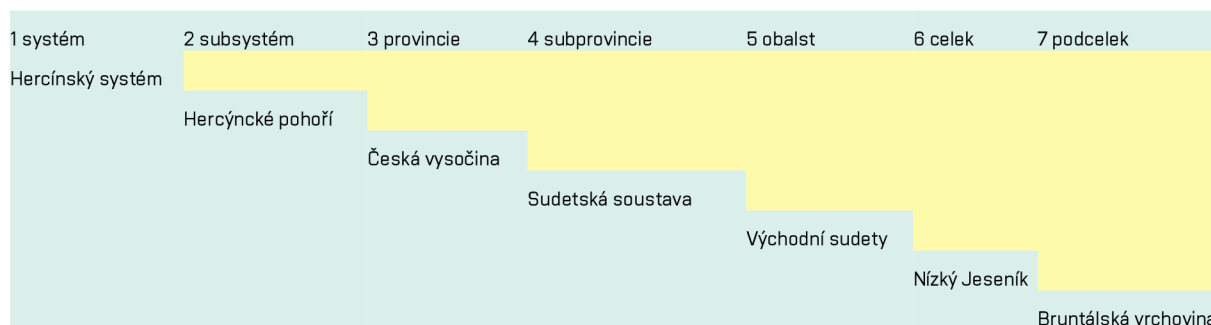 1 systém 2 subsystém 3 provincie 4 subprovincie 5 obalst 6 celek 7 podcelek
Hercínský systém
Hercýncké pohoří
Česká vysočina
Sudetská soustava
Východní sudety
Nízký Jeseník
Bruntálská vrchovina